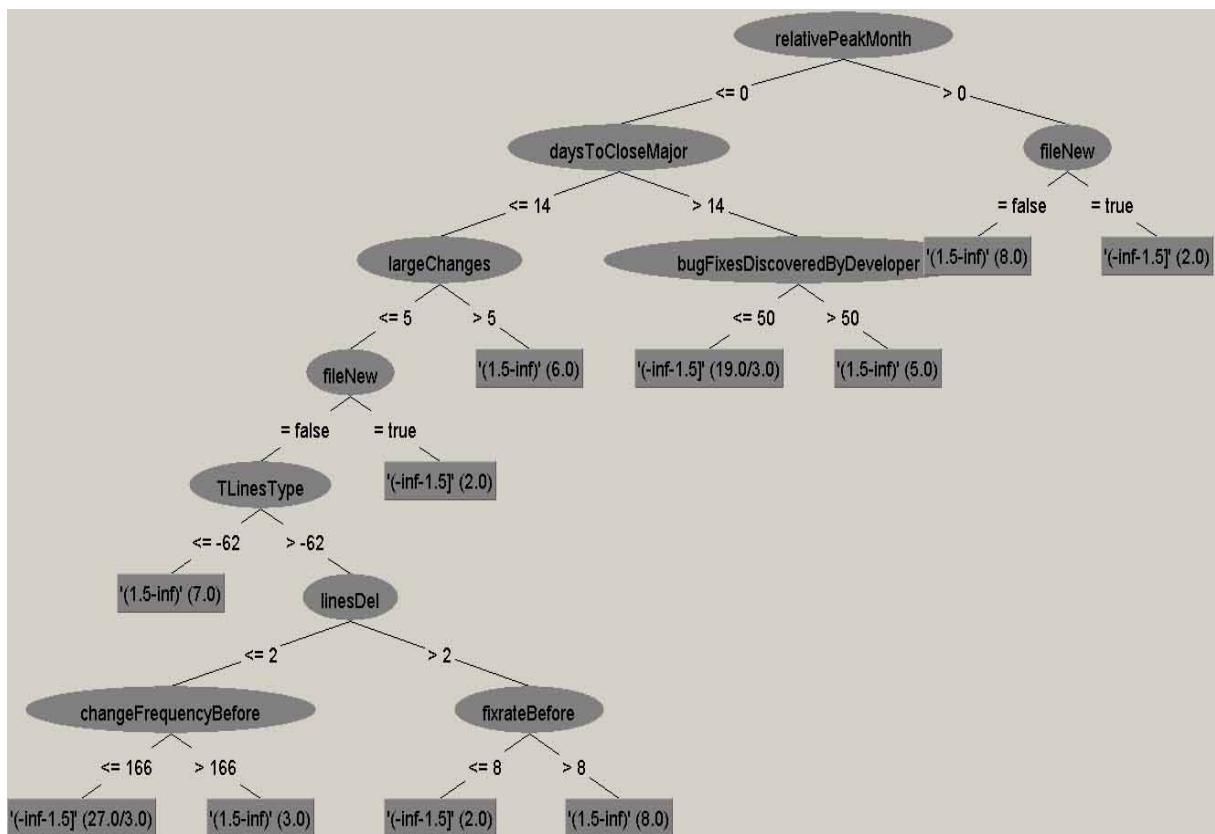 relativePeakMonth
<= 0 > 0
daysToCloseMajor fileNew
<= 14 > 14 = false = true
largeChanges bugFixesDiscoveredByDeveloper '(1.5-inf)' (8.0) '(-inf-1.5]' (2.0)
<= 5 > 5 <= 50 > 50
fileNew '(1.5-inf)' (6.0) '(-inf-1.5]' (19.0/3.0) '(1.5-inf)' (5.0)
= false = true
TLinesType '(-inf-1.5]' (2.0)
<= -62 > -62
'(1.5-inf)' (7.0) linesDel
<= 2 > 2
changeFrequencyBefore fixrateBefore
<= 166 > 166 <= 8 > 8
'(-inf-1.5]' (27.0/3.0) '(1.5-inf)' (3.0) '(-inf-1.5]' (2.0) '(1.5-inf)' (8.0)